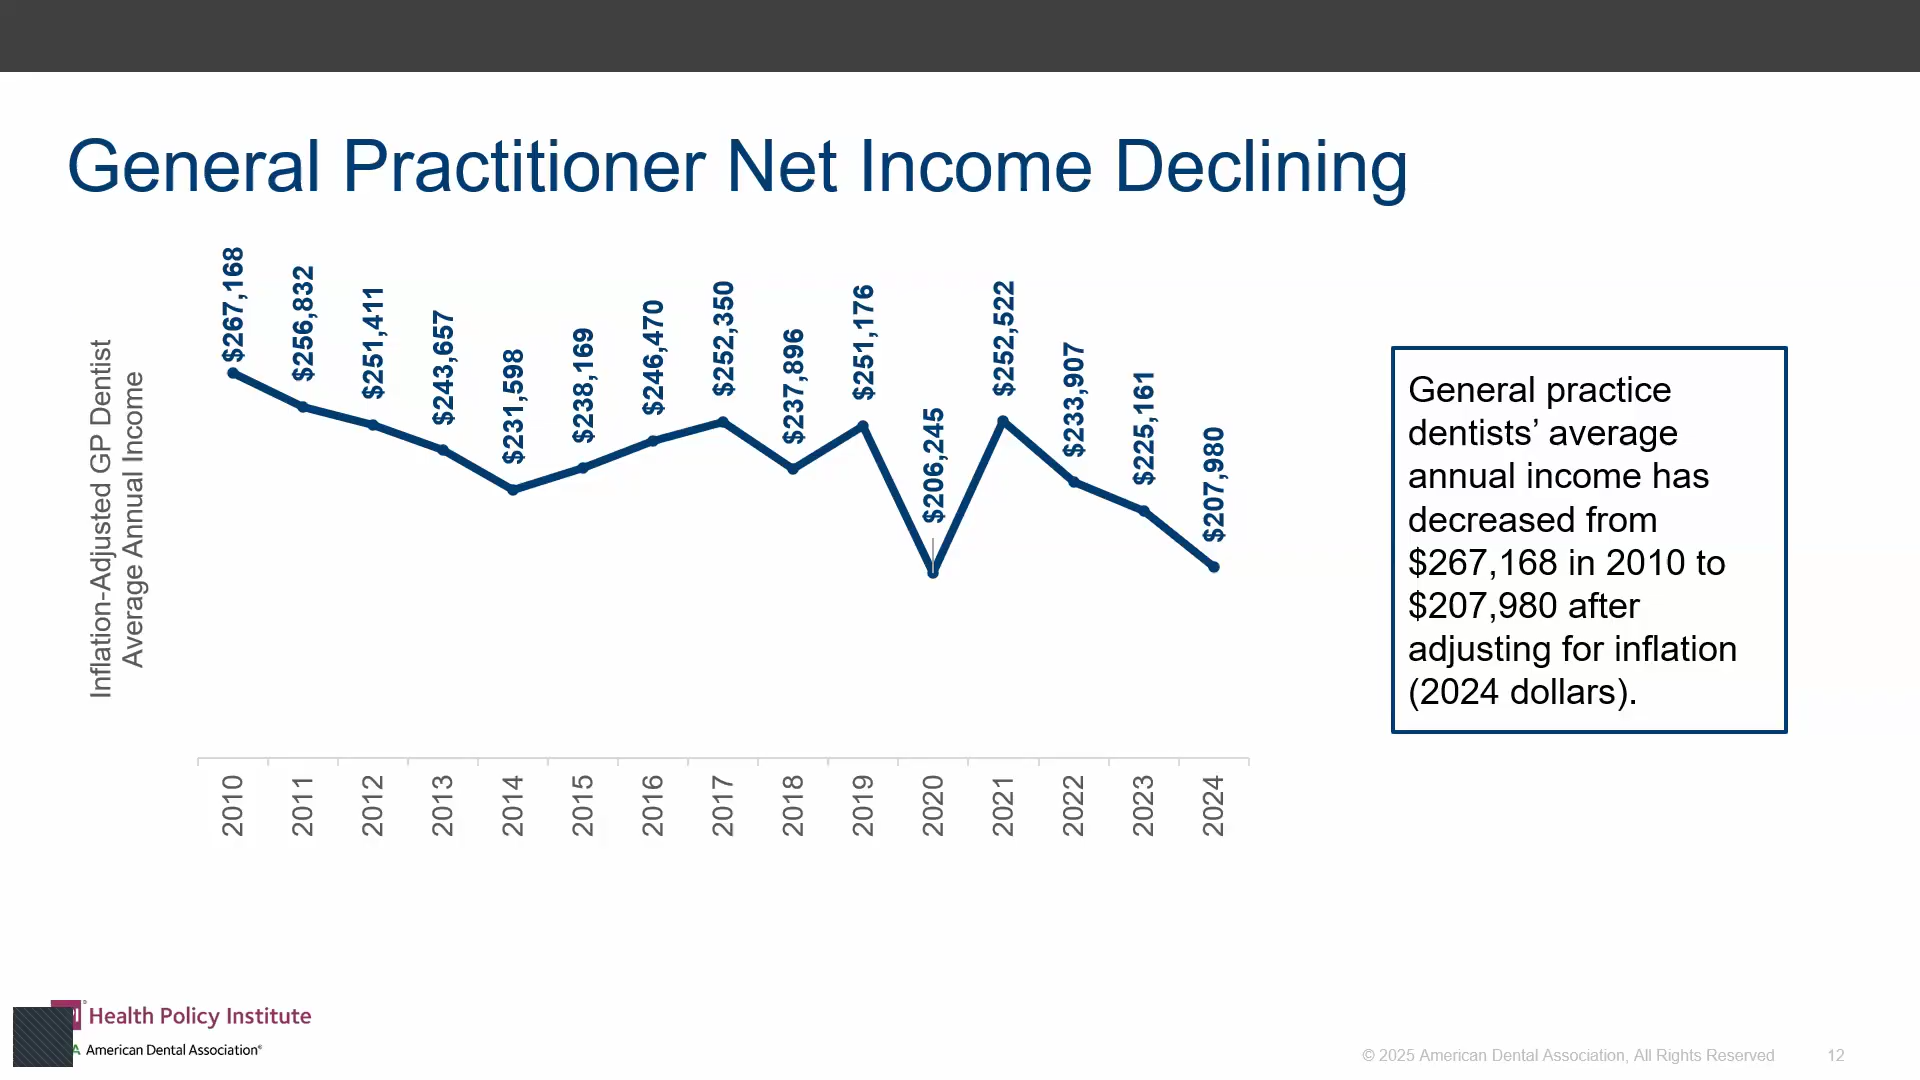 General Practitioner Net Income Declining
Inflation-Adjusted GP Dentist
Average Annual Income
$267,168
$256,832
$251,411
$243,657
$231,598
$238,169
$246,470
$252,350
$237,896
$251,176
$206,245
$252,522
$233,907
$225,161
$207,980
2010
2011
2012
2013
2014
2015
2016
2017
2018
2019
2020
2021
2022
2023
2024
General practice
dentists’ average
annual income has
decreased from
$267,168 in 2010 to
$207,980 after
adjusting for inflation
(2024 dollars).
Health Policy Institute
American Dental Association®
© 2025 American Dental Association, All Rights Reserved
12